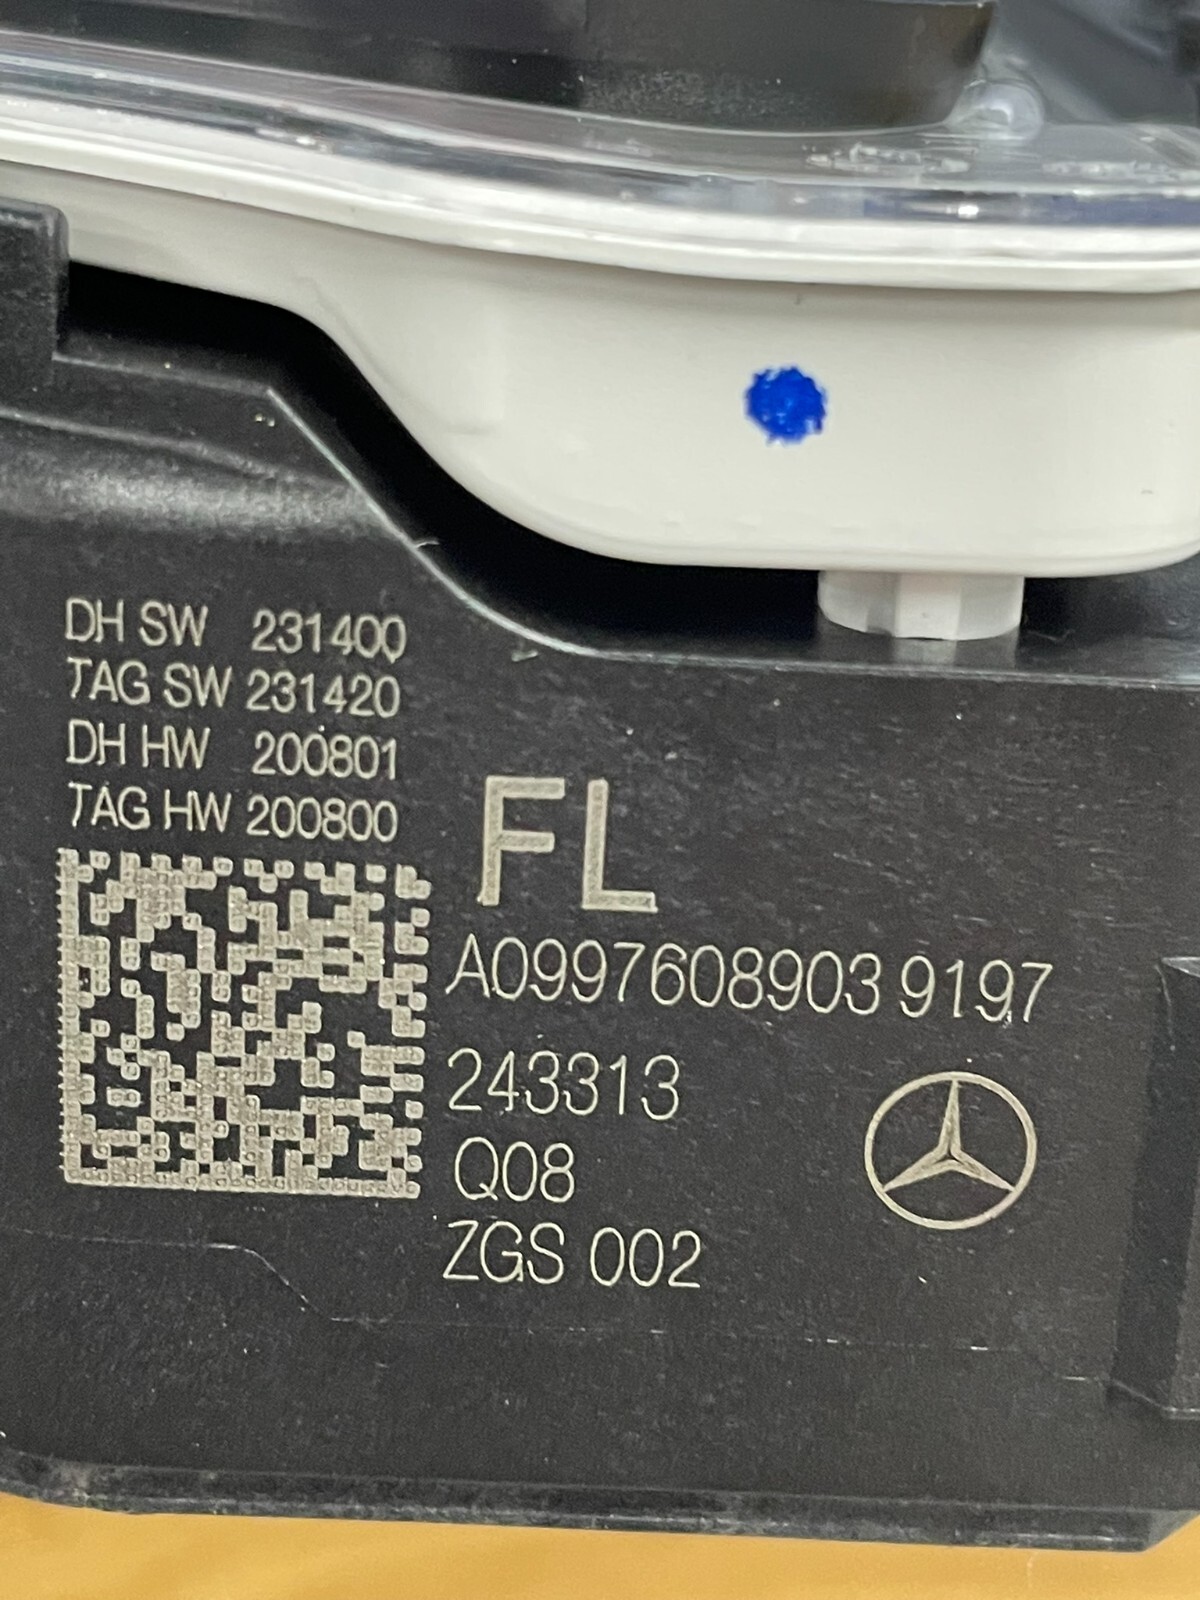 DH SW 231400
TAG SW 231420
DH HW 200801
TAG HW 200800
FL
A0997608903 9197
243313
Q08
ZGS 002